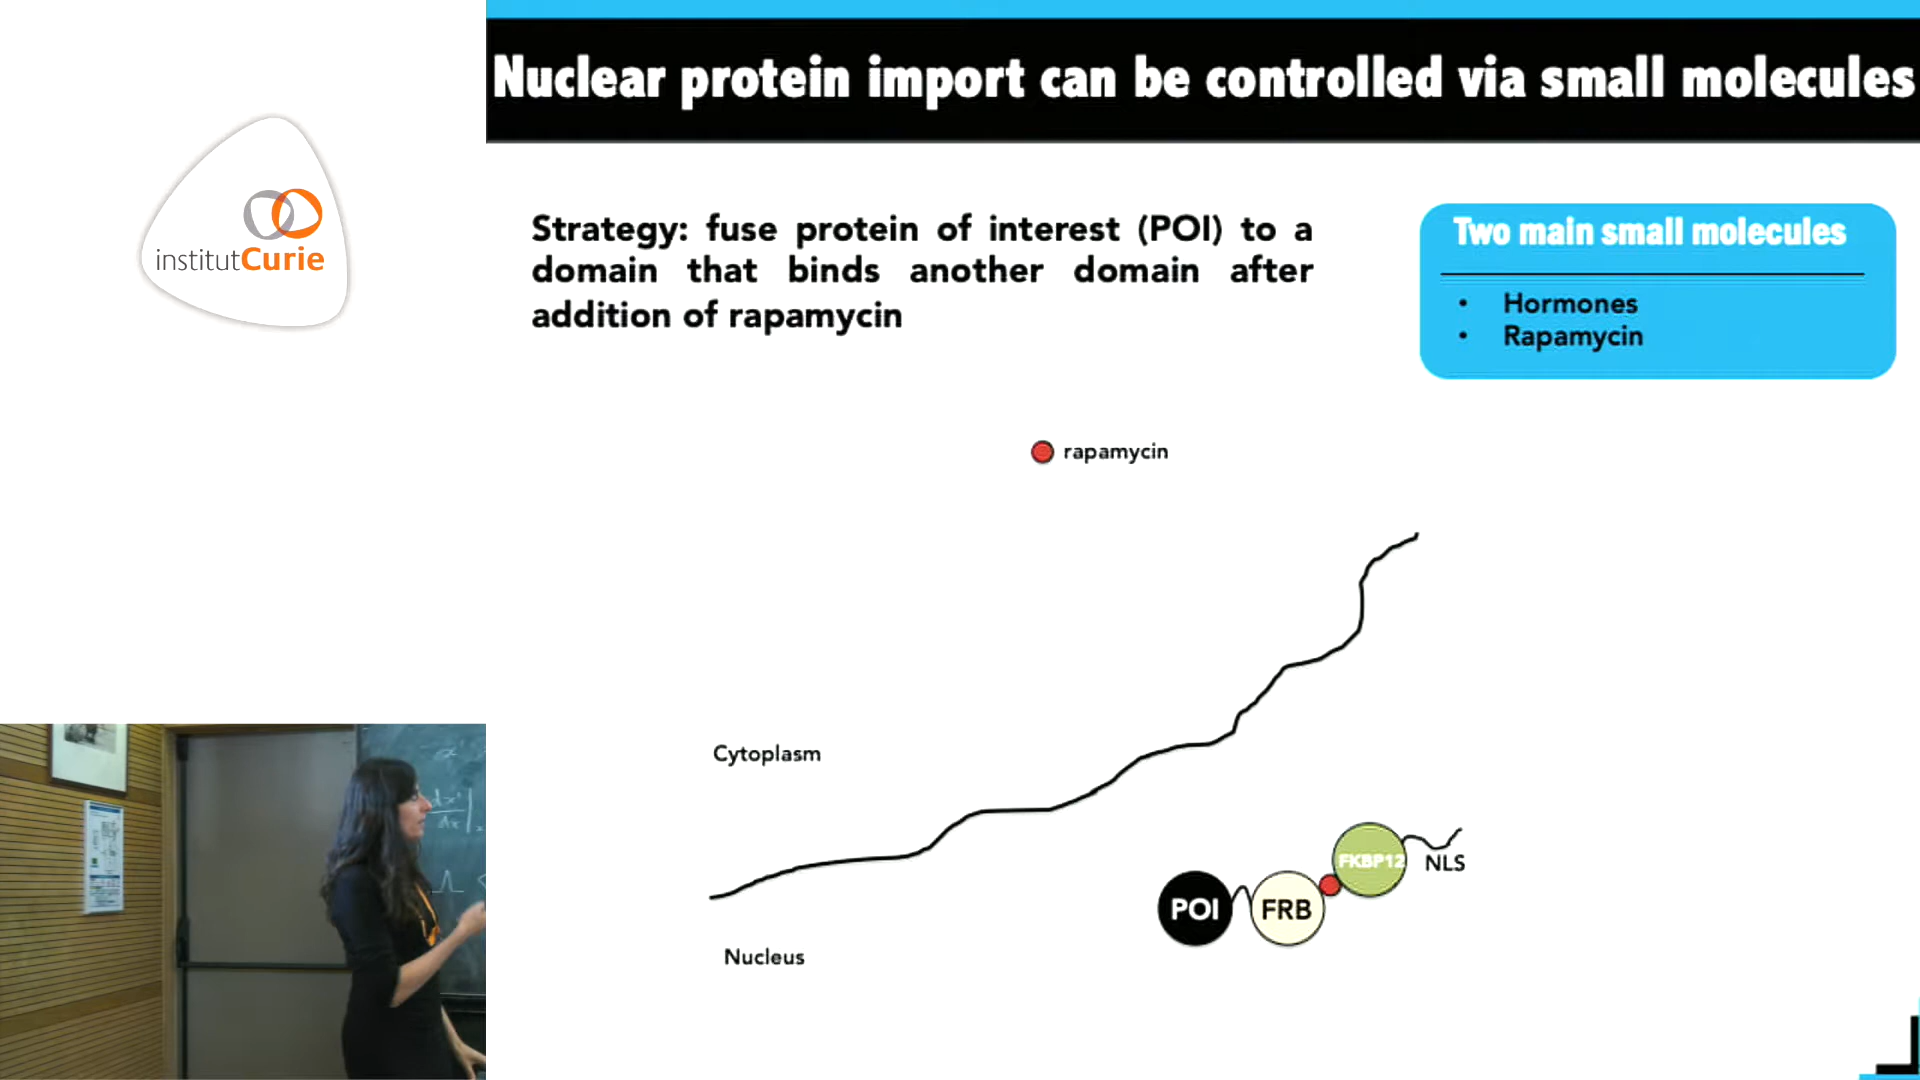 Nuclear protein import can be controlled via small molecules
institutCurie
Strategy: fuse protein of interest (POI) to a
domain that binds another domain after
addition of rapamycin
Two main small molecules
• Hormones
• Rapamycin
rapamycin
Cytoplasm
Nucleus
POI
FRB
FKBP12
NLS
dx